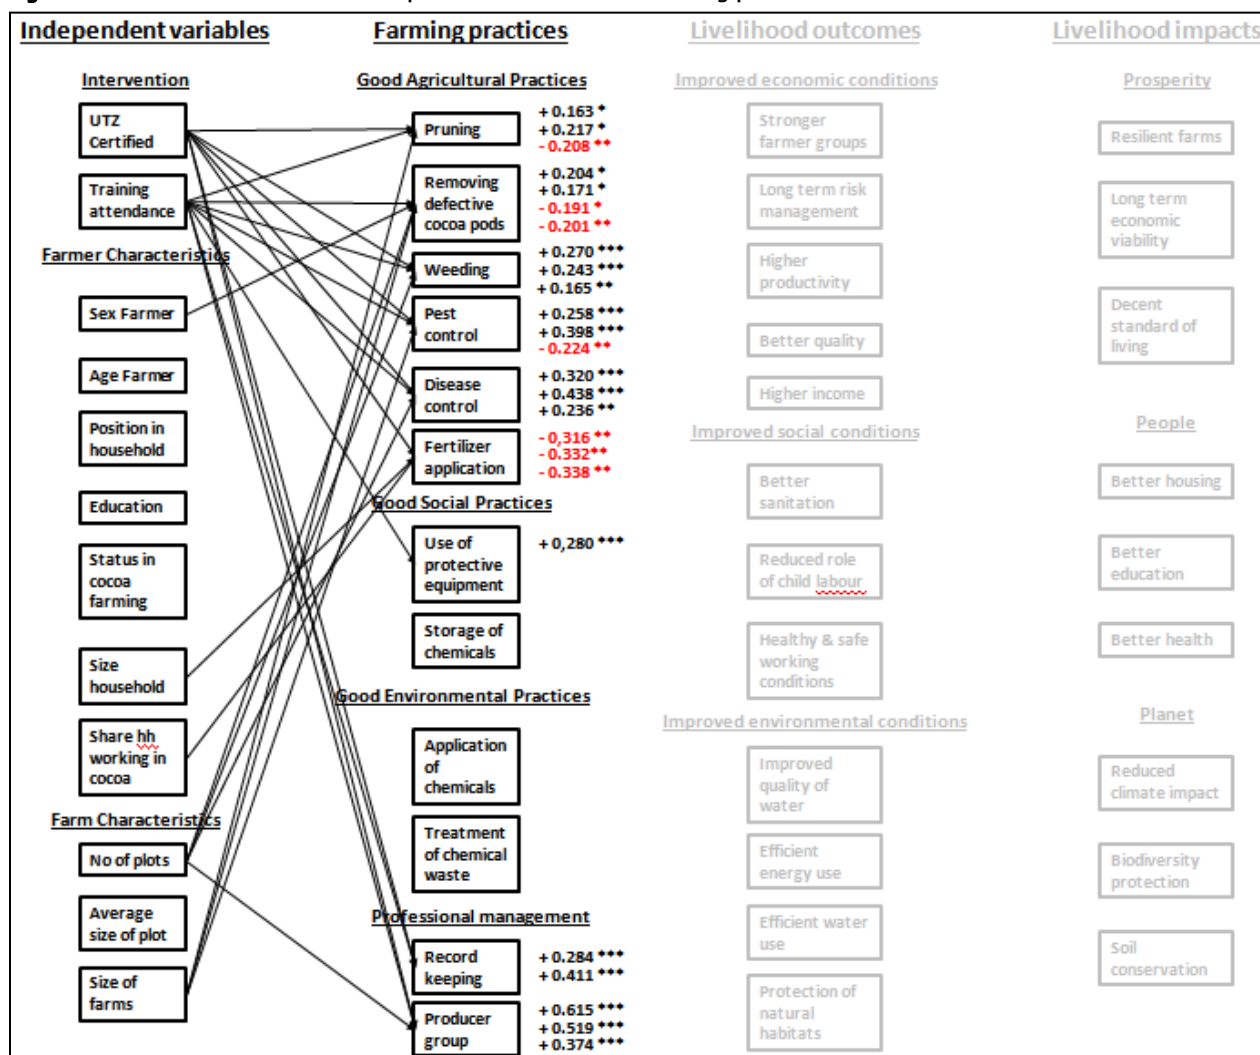 Independent variables
Intervention
UTZ
Certified
Training
attendance
Farmer Characteristics
Sex Farmer
Age Farmer
Position in
household
Education
Status in
cocoa
farming
Size
household
Share hh
working in
cocoa
Farm Characteristics
No of plots
Average
size of plot
Size of
farms
Farming practices
Good Agricultural Practices
Pruning
+ 0.163 *
+ 0.217 *
- 0.208 **
Removing
defective
cocoa pods
+ 0.204 *
+ 0.171 *
- 0.191 *
- 0.201 **
Weeding
+ 0.270 ***
+ 0.243 ***
+ 0.165 **
Pest
control
+ 0.258 ***
+ 0.398 ***
- 0.224 **
Disease
control
+ 0.320 ***
+ 0.438 ***
+ 0.236 **
Fertilizer
application
- 0,316 **
- 0.332**
- 0.338 **
Good Social Practices
Use of
protective
equipment
+ 0,280 ***
Storage of
chemicals
Good Environmental Practices
Application
of
chemicals
Treatment
of chemical
waste
Professional management
Record
keeping
+ 0.284 ***
+ 0.411 ***
Producer
group
+ 0.615 ***
+ 0.519 ***
+ 0.374 ***
Livelihood outcomes
Improved economic conditions
Stronger
farmer groups
Long term risk
management
Higher
productivity
Better quality
Higher income
Improved social conditions
Better
sanitation
Reduced role
of child labour
Healthy & safe
working
conditions
Improved environmental conditions
Improved
quality of
water
Efficient
energy use
Efficient water
use
Protection of
natural
habitats
Livelihood impacts
Prosperity
Resilient farms
Long term
economic
viability
Decent
standard of
living
People
Better housing
Better
education
Better health
Planet
Reduced
climate impact
Biodiversity
protection
Soil
conservation